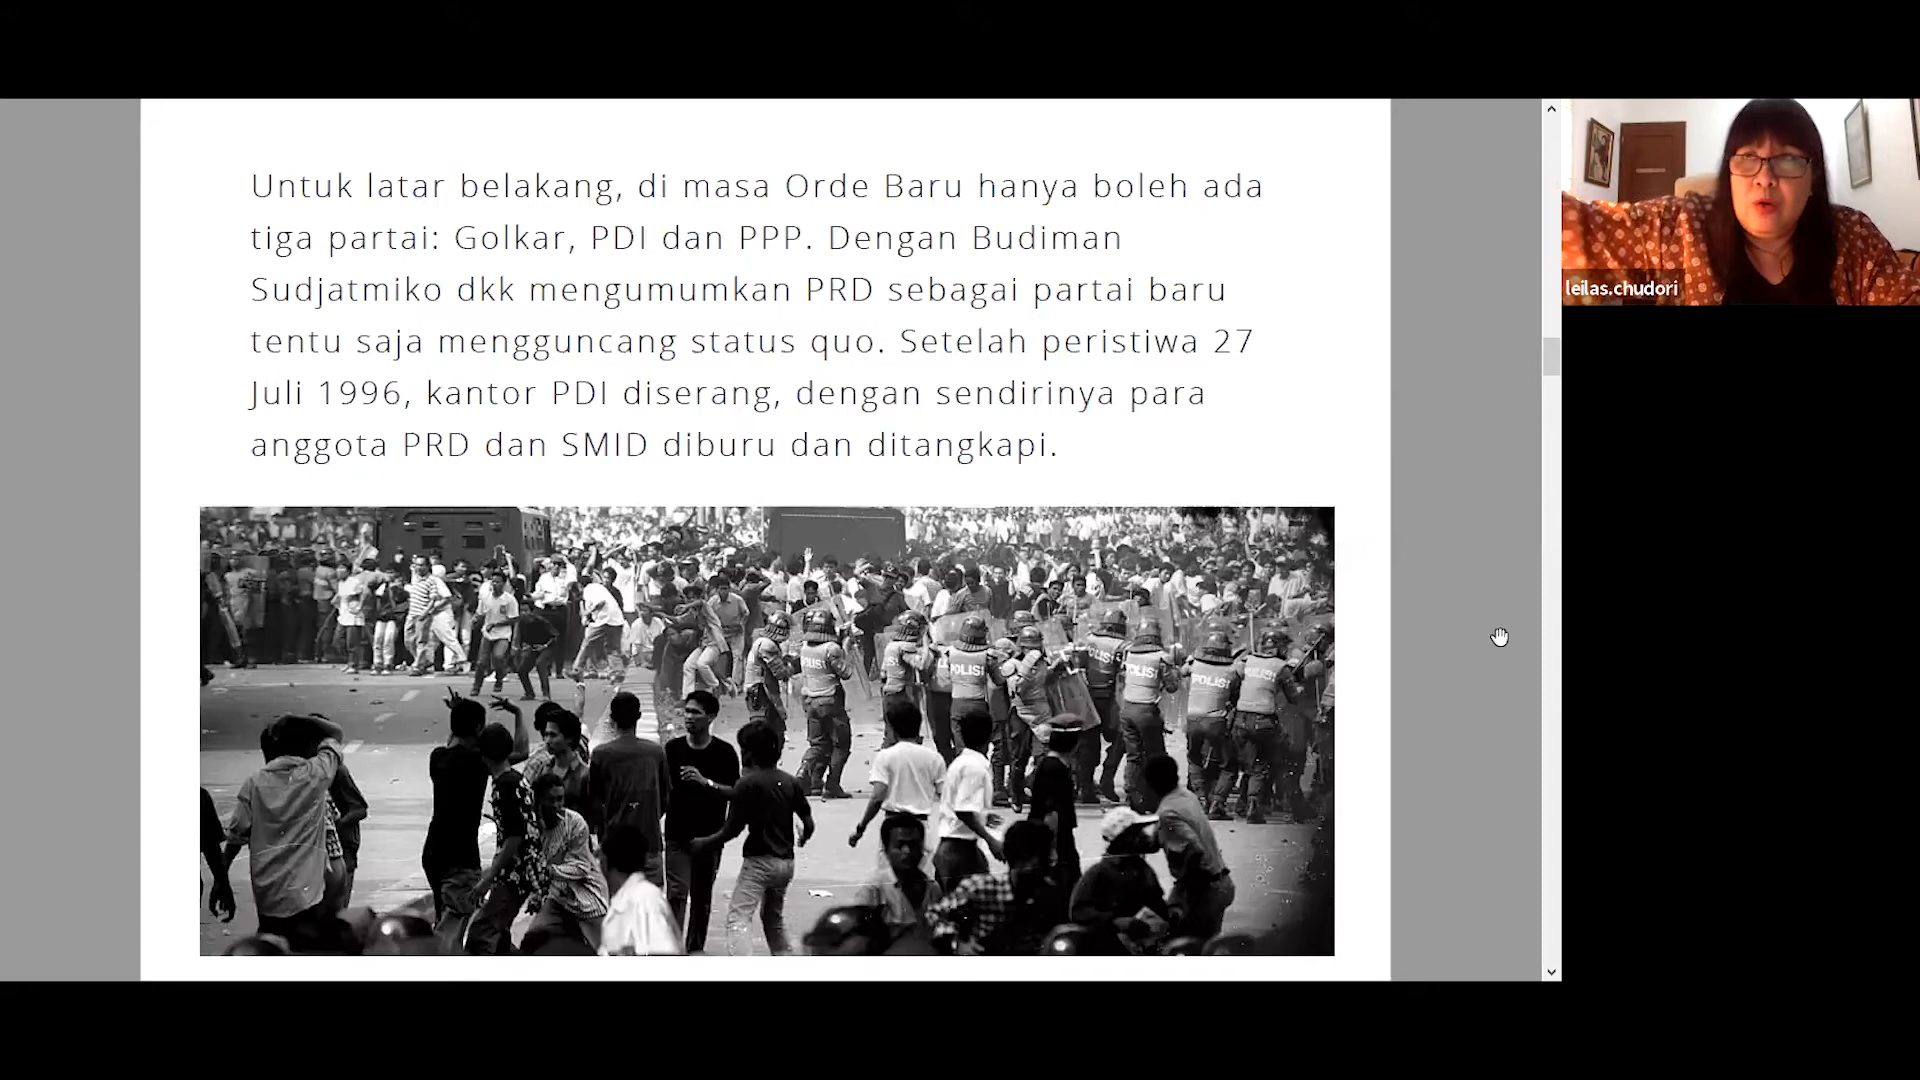 Untuk latar belakang, di masa Orde Baru hanya boleh ada
tiga partai: Golkar, PDI dan PPP. Dengan Budiman
Sudjatmiko dkk mengumumkan PRD sebagai partai baru
tentu saja mengguncang status quo. Setelah peristiwa 27
Juli 1996, kantor PDI diserang, dengan sendirinya para
anggota PRD dan SMID diburu dan ditangkapi.
leilas.chudori
POLISI
POLISI
POLISI
POLISI